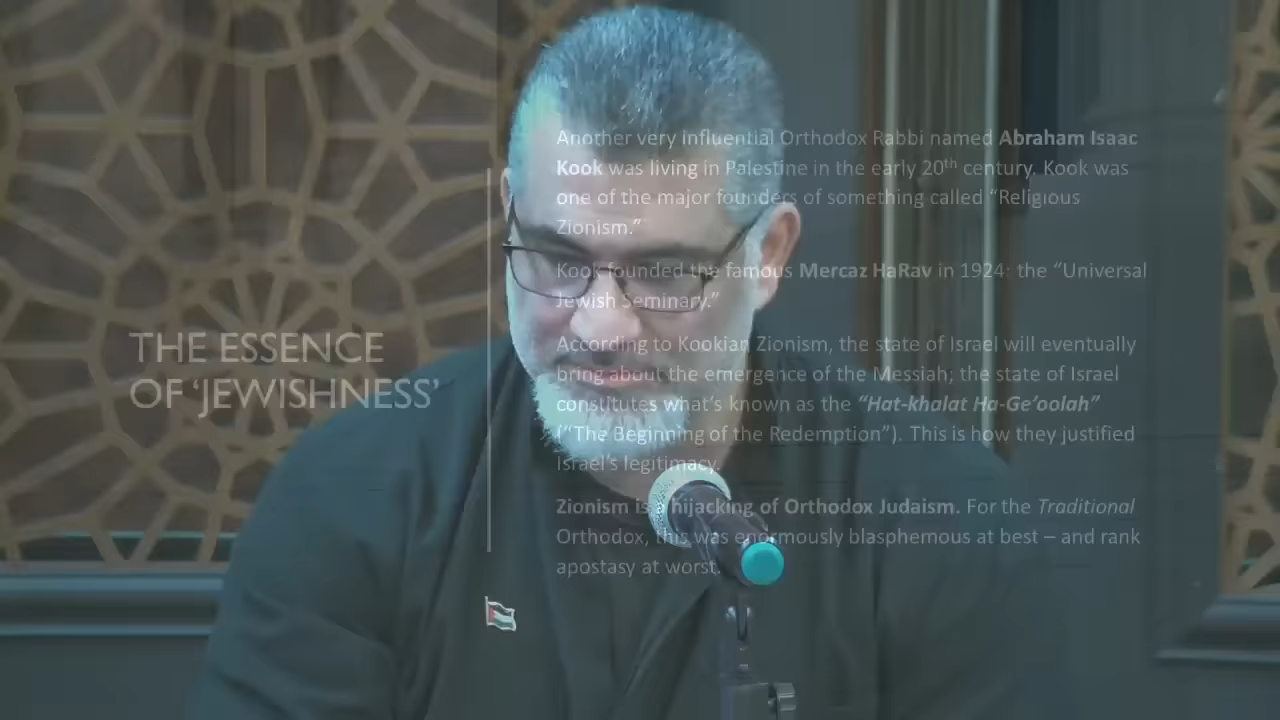 THE ESSENCE
OF ‘JEWISHNESS’
Another very influential Orthodox Rabbi named Abraham Isaac
Kook was living in Palestine in the early 20th century. Kook was
one of the major founders of something called “Religious
Zionism.”
Kook founded the famous Mercaz HaRav in 1924: the “Universal
Jewish Seminary.”
According to Kookian Zionism, the state of Israel will eventually
bring the emergence of the Messiah; the state of Israel
constitutes what’s known as the “Hat-khalat Ha-Ge’oolah”
(“The Beginning of the Redemption”). This is how they justified
Israel’s legitimacy.
Zionism is a hijacking of Orthodox Judaism. For the Traditional
Orthodox, this was enormously blasphemous at best – and rank
apostasy at worst.